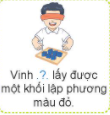 Vinh .?. lấy được
một khối lập phương
màu đỏ.